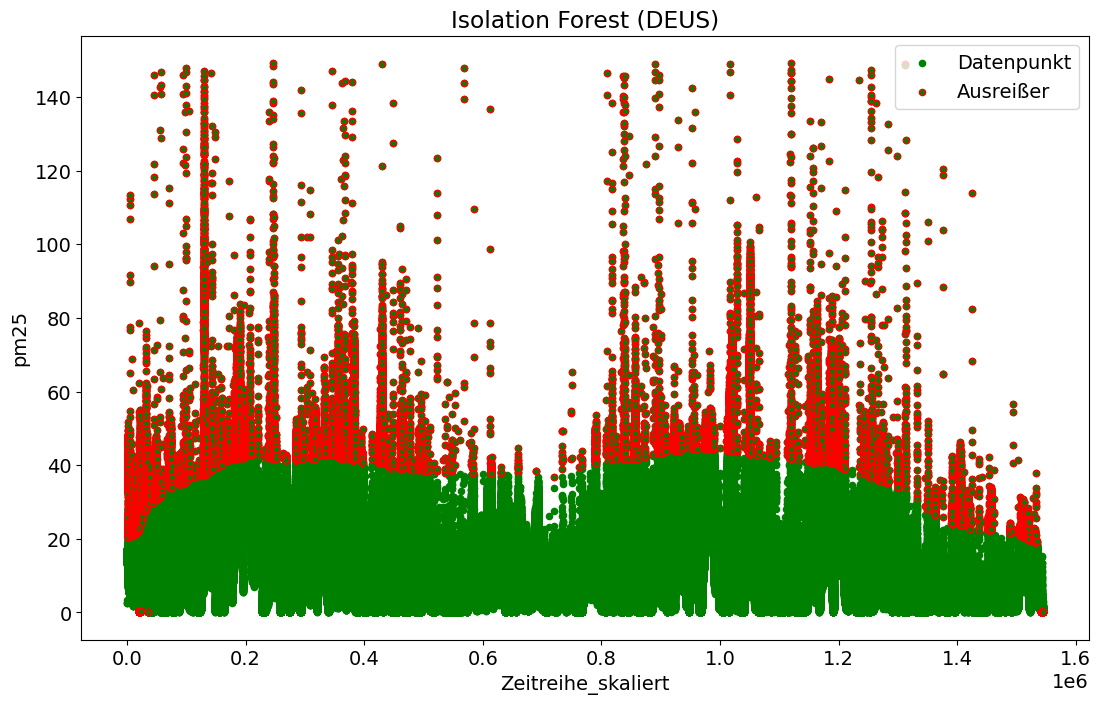 Isolation Forest (DEUS)
Datenpunkt
Ausreißer
pm25
140
120
100
80
60
40
20
0
0.0 0.2 0.4 0.6 0.8 1.0 1.2 1.4 1.6
1e6
Zeitreihe_skaliert